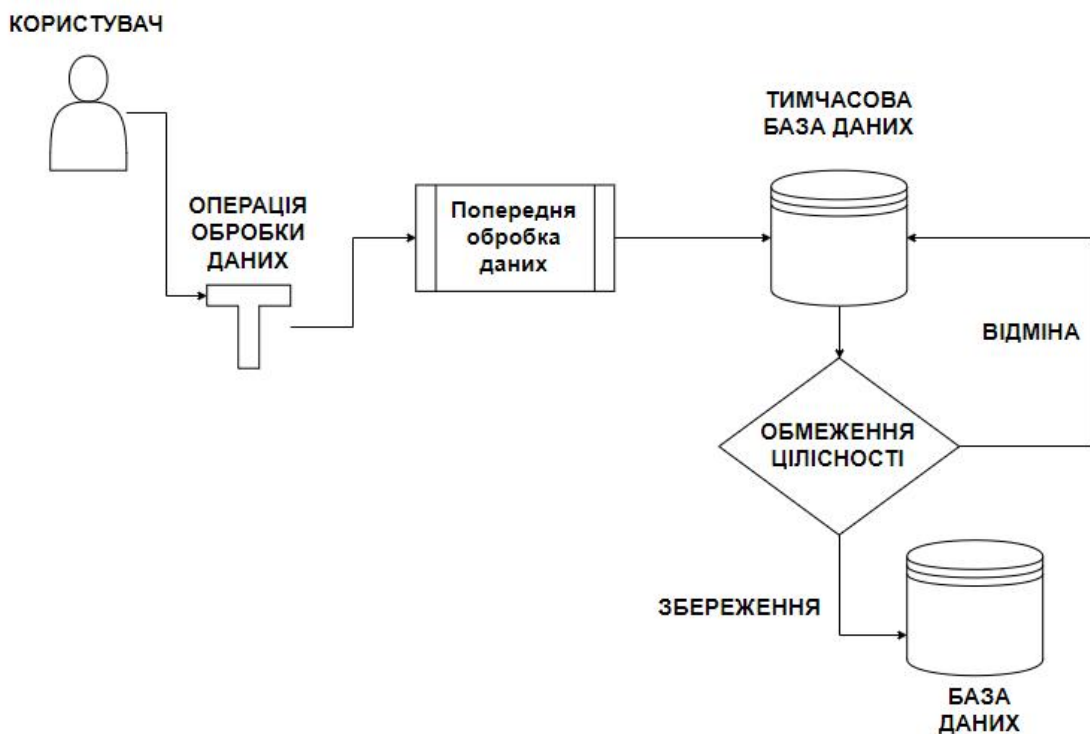 КОРИСТУВАЧ
ТИМЧАСОВА
БАЗА ДАНИХ
ОПЕРАЦІЯ
ОБРОБКИ
ДАНИХ
Попередня
обробка
даних
ВІДМІНА
ОБМЕЖЕННЯ
ЦІЛІСНОСТІ
ЗБЕРЕЖЕННЯ
БАЗА
ДАНИХ